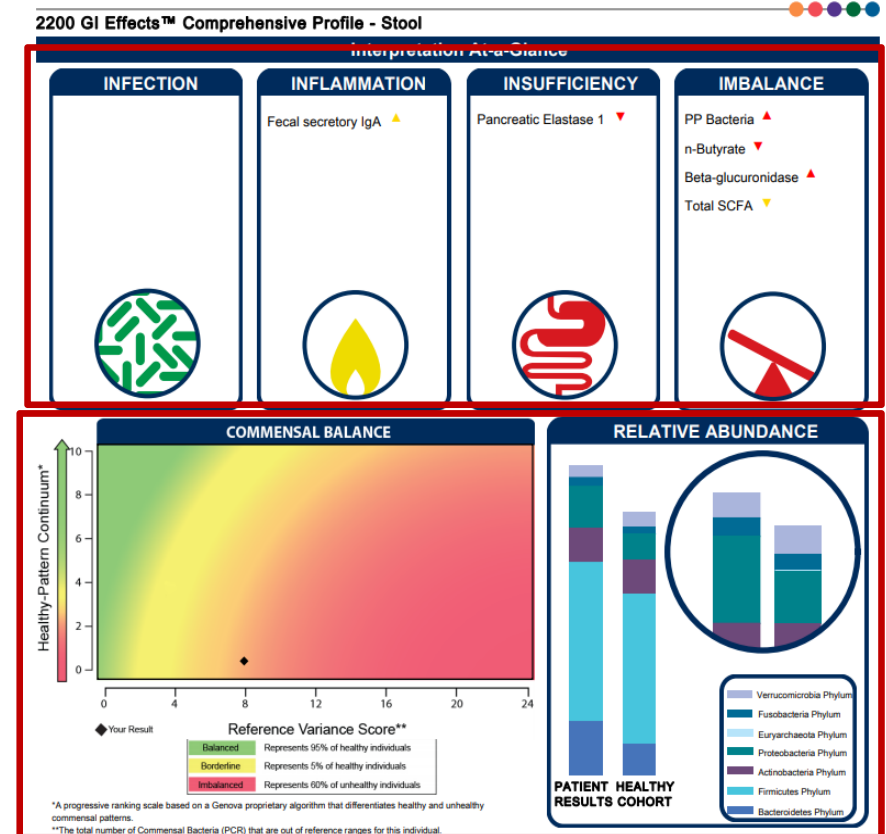 2200 GI Effects™ Comprehensive Profile - Stool
Interpretation At-a-Glance
INFECTION
INFLAMMATION
Fecal secretory IgA ▲
INSUFFICIENCY
Pancreatic Elastase 1 ▼
IMBALANCE
PP Bacteria ▲
n-Butyrate ▼
Beta-glucuronidase ▲
Total SCFA ▼
COMMENSAL BALANCE
Healthy-Pattern Continuum*
10
8
6
4
2
0
0 4 8 12 16 20 24
◆Your Result
Reference Variance Score**
Balanced Represents 95% of healthy individuals
Borderline Represents 5% of healthy individuals
Imbalanced Represents 60% of unhealthy individuals
*A progressive ranking scale based on a Genova proprietary algorithm that differentiates healthy and unhealthy
commensal patterns.
**The total number of Commensal Bacteria (PCR) that are out of reference ranges for this individual.
RELATIVE ABUNDANCE
PATIENT HEALTHY
RESULTS COHORT
Verrucomicrobia Phylum
Fusobacteria Phylum
Euryarchaeota Phylum
Proteobacteria Phylum
Actinobacteria Phylum
Firmicutes Phylum
Bacteroidetes Phylum